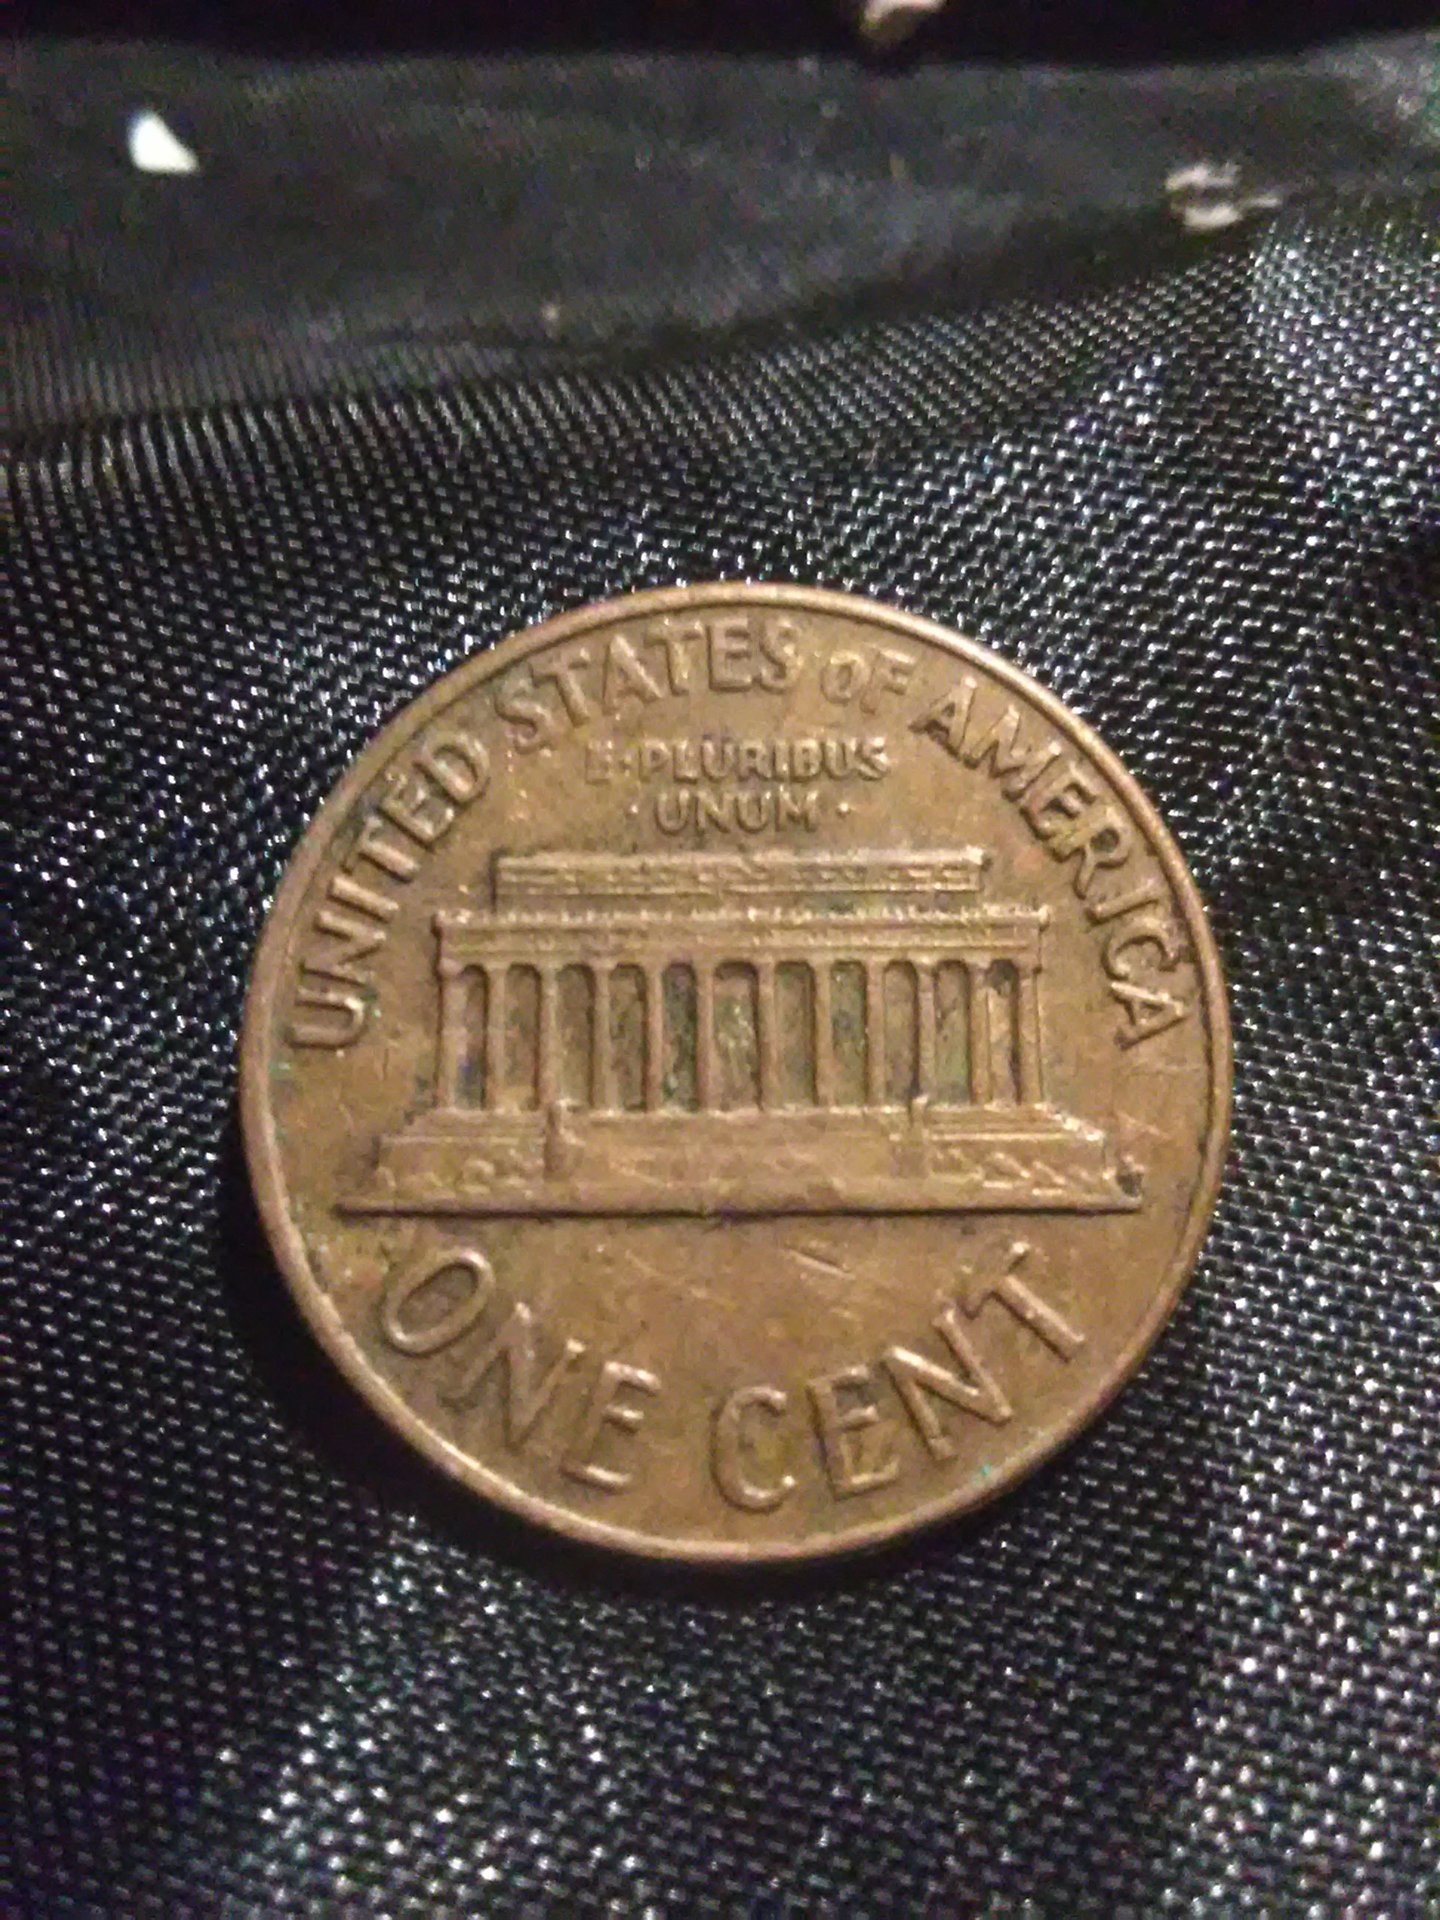 UNITED STATES OF AMERICA
E·PLURIBUS
·UNUM·
ONE CENT